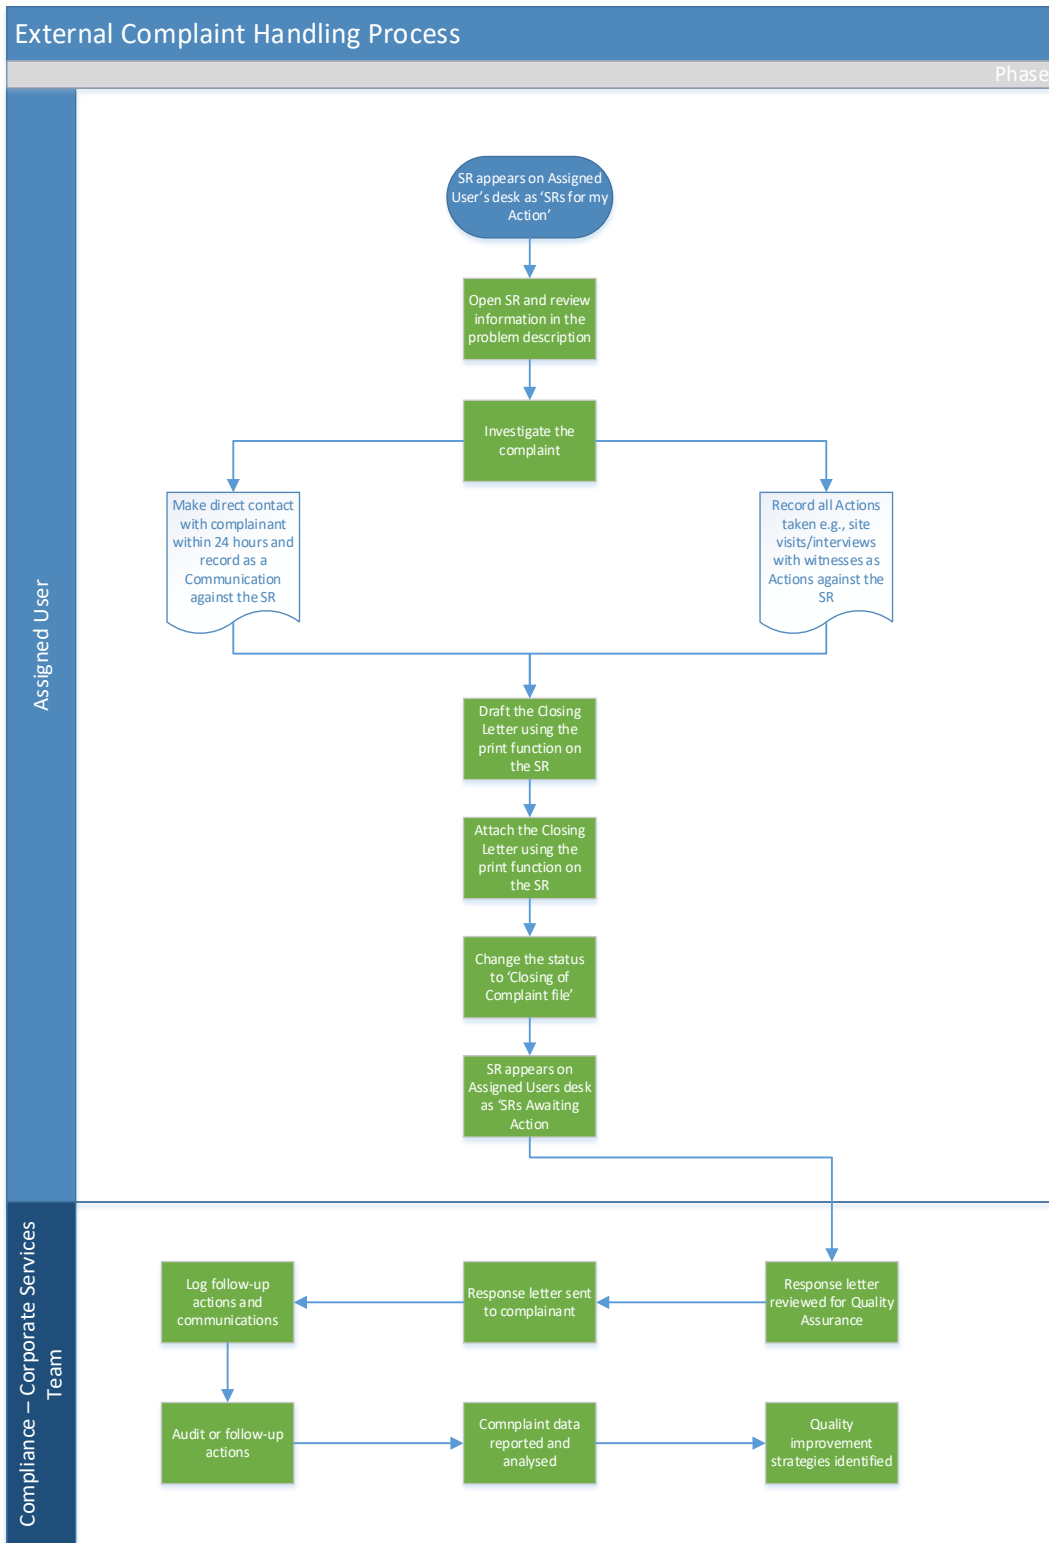 External Complaint Handling Process
Phase
Assigned User
SR appears on Assigned
User's desk as 'SRs for my
Action'
Open SR and review
information in the
problem description
Investigate the
complaint
Make direct contact
with complainant
within 24 hours and
record as a
Communication
against the SR
Record all Actions
taken e.g., site
visits/interviews
with witnesses as
Actions against the
SR
Draft the Closing
Letter using the
print function on
the SR
Attach the Closing
Letter using the
print function on
the SR
Change the status
to ‘Closing of
Complaint file’
SR appears on
Assigned Users desk
as ‘SRs Awaiting
Action
Compliance – Corporate Services
Team
Log follow-up
actions and
communications
Response letter sent
to complainant
Response letter
reviewed for Quality
Assurance
Audit or follow-up
actions
Comnplaint data
reported and
analysed
Quality
improvement
strategies identified